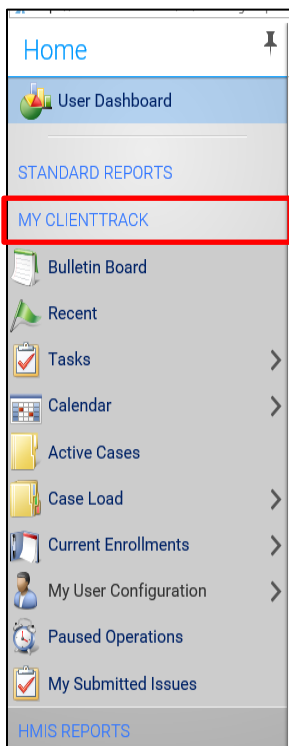 Home
User Dashboard
STANDARD REPORTS
MY CLIENTTRACK
Bulletin Board
Recent
Tasks
Calendar
Active Cases
Case Load
Current Enrollments
My User Configuration
Paused Operations
My Submitted Issues
HMIS REPORTS